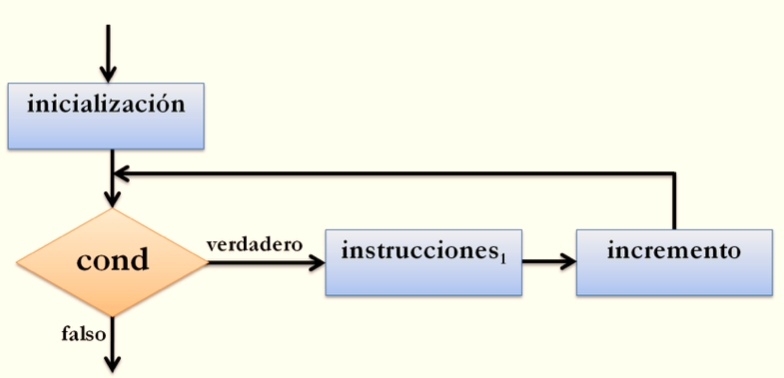 inicialización
cond
verdadero
instrucciones₁
incremento
falso